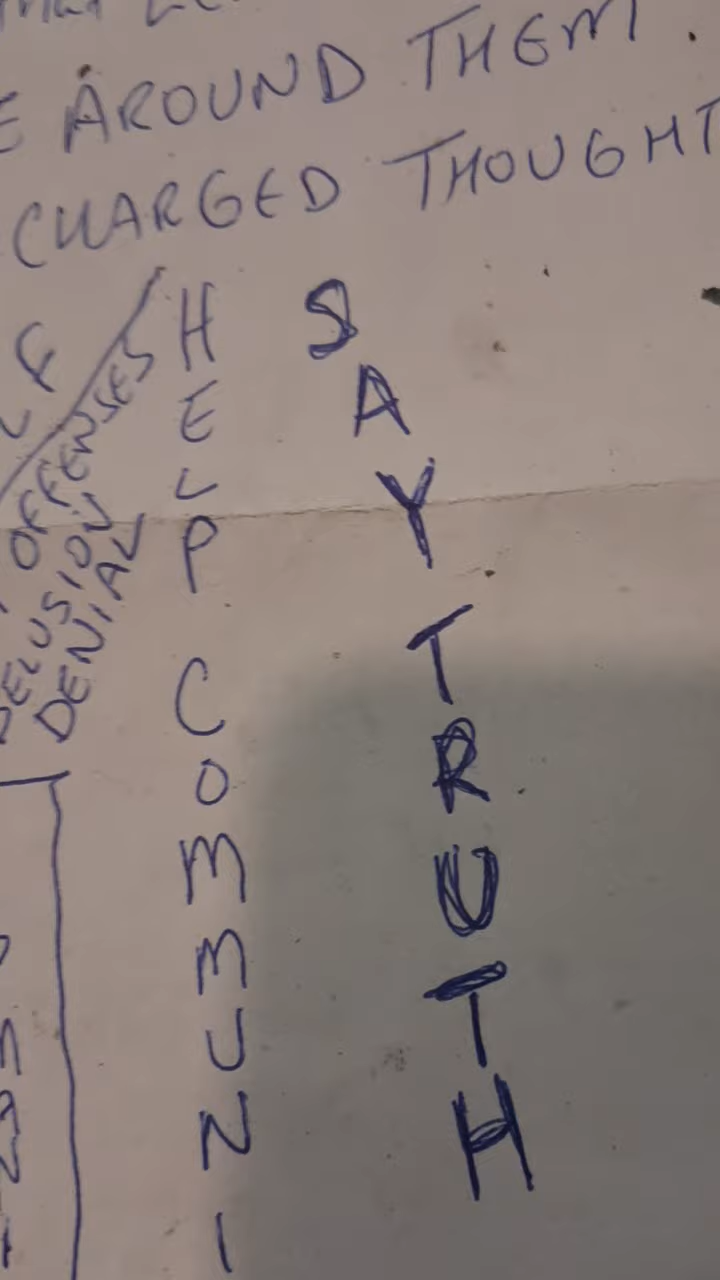 AROUND THEM.
CHARGED THOUGHT
OFFENSES
DELUSION
DENIAL
HELP
COMMUNI
SAY
TRUTH